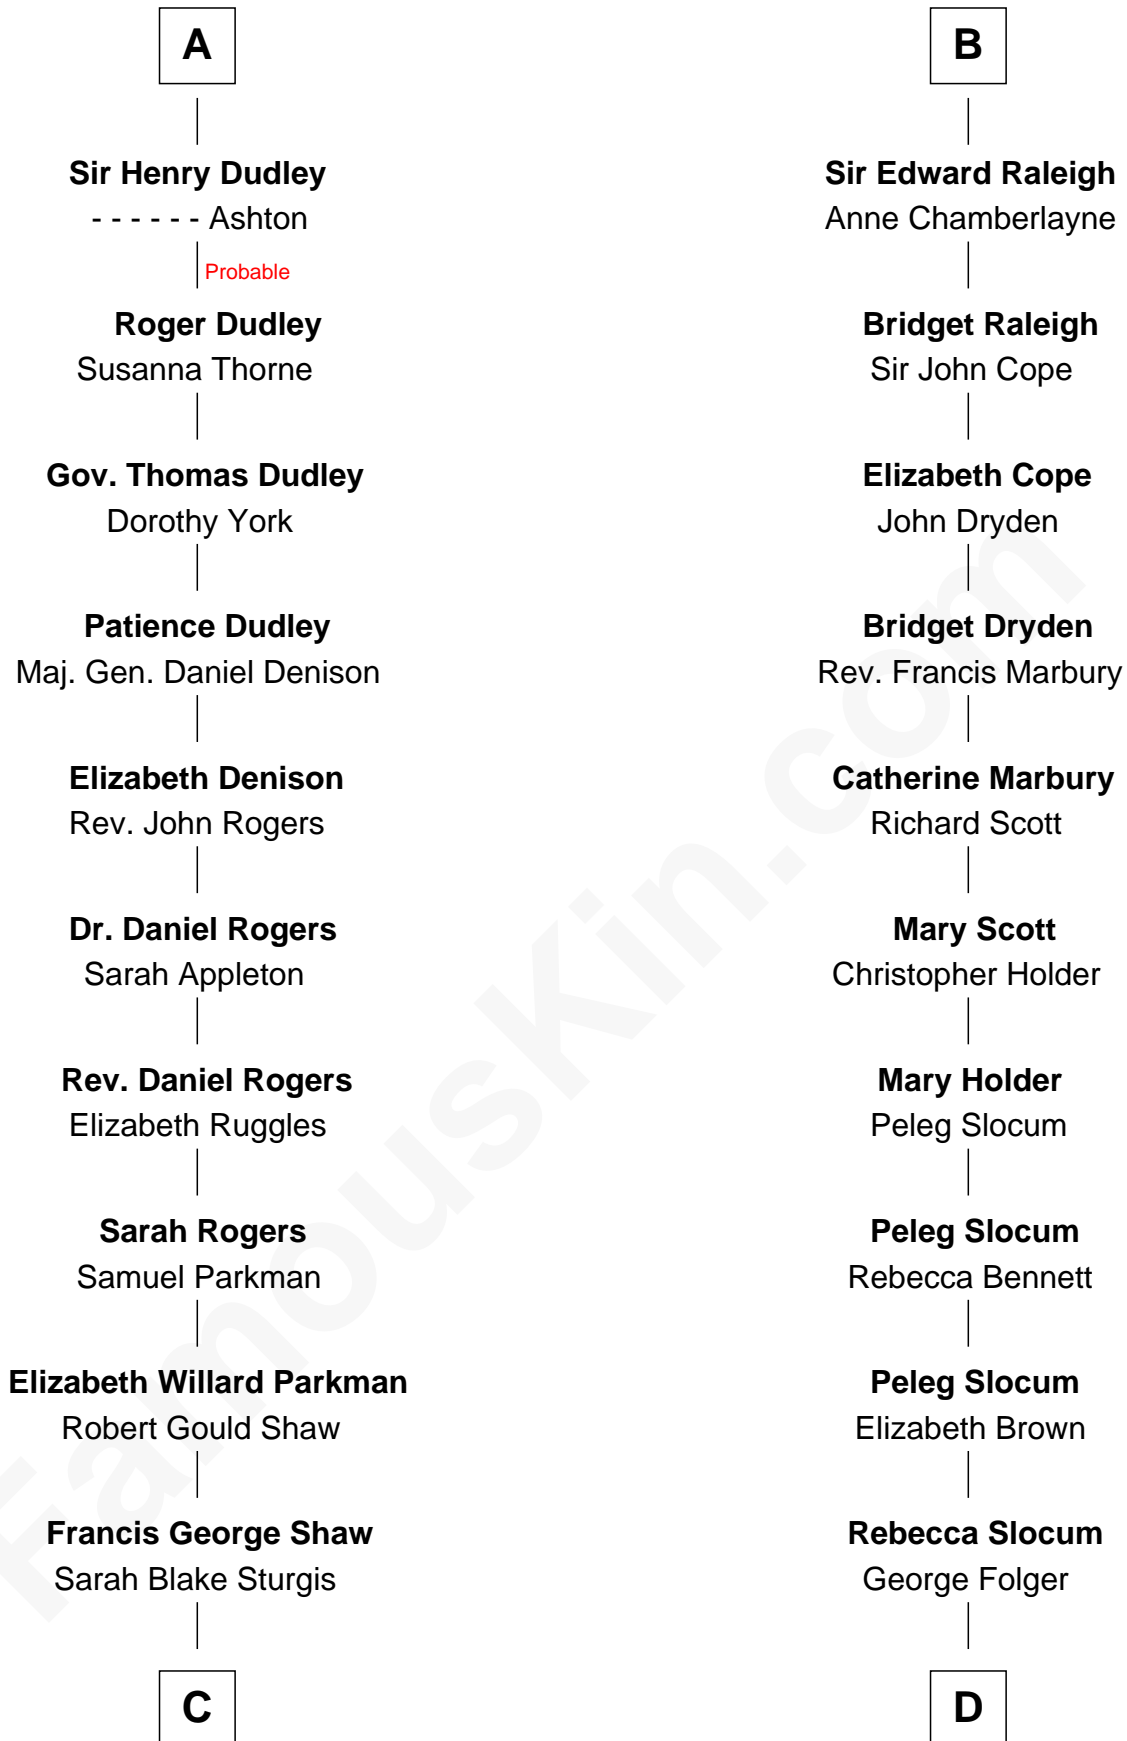 A
Sir Henry Dudley
- - - - - - Ashton
Probable
Roger Dudley
Susanna Thorne
Gov. Thomas Dudley
Dorothy York
Patience Dudley
Maj. Gen. Daniel Denison
Elizabeth Denison
Rev. John Rogers
Dr. Daniel Rogers
Sarah Appleton
Rev. Daniel Rogers
Elizabeth Ruggles
Sarah Rogers
Samuel Parkman
Elizabeth Willard Parkman
Robert Gould Shaw
Francis George Shaw
Sarah Blake Sturgis
C
B
Sir Edward Raleigh
Anne Chamberlayne
Bridget Raleigh
Sir John Cope
Elizabeth Cope
John Dryden
Bridget Dryden
Rev. Francis Marbury
Catherine Marbury
Richard Scott
Mary Scott
Christopher Holder
Mary Holder
Peleg Slocum
Peleg Slocum
Rebecca Bennett
Peleg Slocum
Elizabeth Brown
Rebecca Slocum
George Folger
D
FamousKin.com